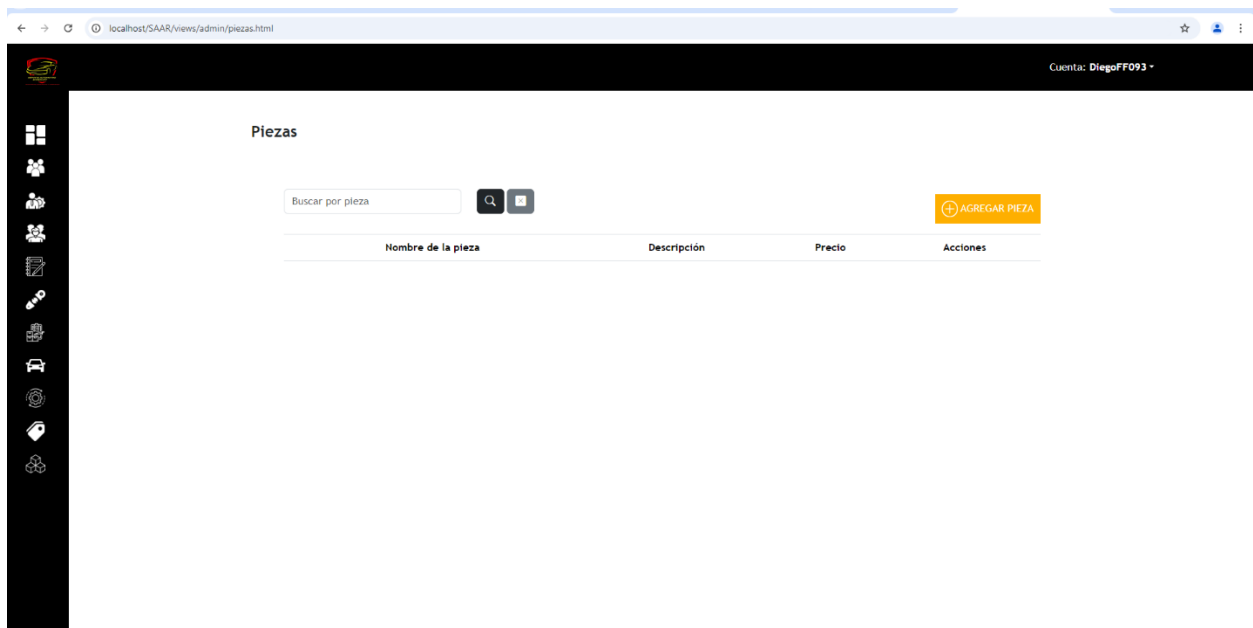 localhost/SAAR/views/admin/piezas.html
Cuenta: DiegoFF093
Piezas
Buscar por pieza
AGREGAR PIEZA
Nombre de la pieza Descripción Precio Acciones